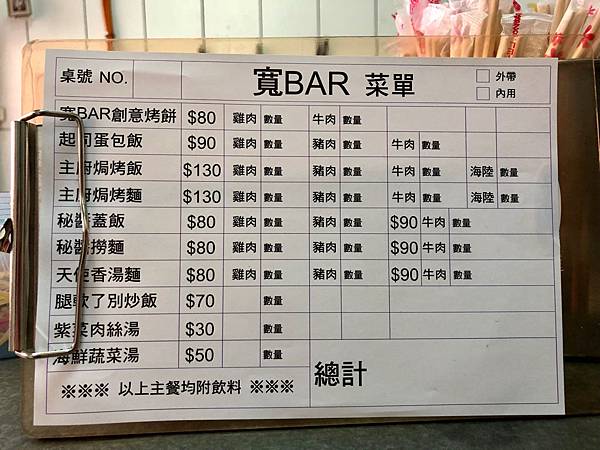 桌號 NO. 寬BAR 菜單 外帶
內用
寬BAR創意烤餅 $80 雞肉 數量 牛肉 數量
起司蛋包飯 $90 雞肉 數量 豬肉 數量 牛肉 數量
主廚焗烤飯 $130 雞肉 數量 豬肉 數量 牛肉 數量 海陸 數量
主廚焗烤麵 $130 雞肉 數量 豬肉 數量 牛肉 數量 海陸 數量
秘醬蓋飯 $80 雞肉 數量 豬肉 數量 $90 牛肉 數量
秘醬撈麵 $80 雞肉 數量 豬肉 數量 $90 牛肉 數量
天使香湯麵 $80 雞肉 數量 豬肉 數量 $90 牛肉 數量
腿軟了別炒飯 $70 數量
紫菜肉絲湯 $30 數量
海鮮蔬菜湯 $50 數量
※※※ 以上主餐均附飲料 ※※※ 總計